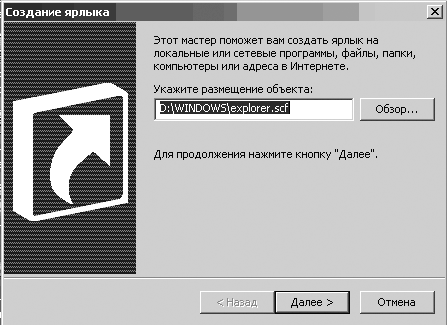 Создание ярлыка
Этот мастер поможет вам создать ярлык на
локальные или сетевые программы, файлы, папки,
компьютеры или адреса в Интернете.
Укажите размещение объекта:
D:\WINDOWS\explorer.scf
Обзор...
Для продолжения нажмите кнопку "Далее".
< Назад
Далее >
Отмена